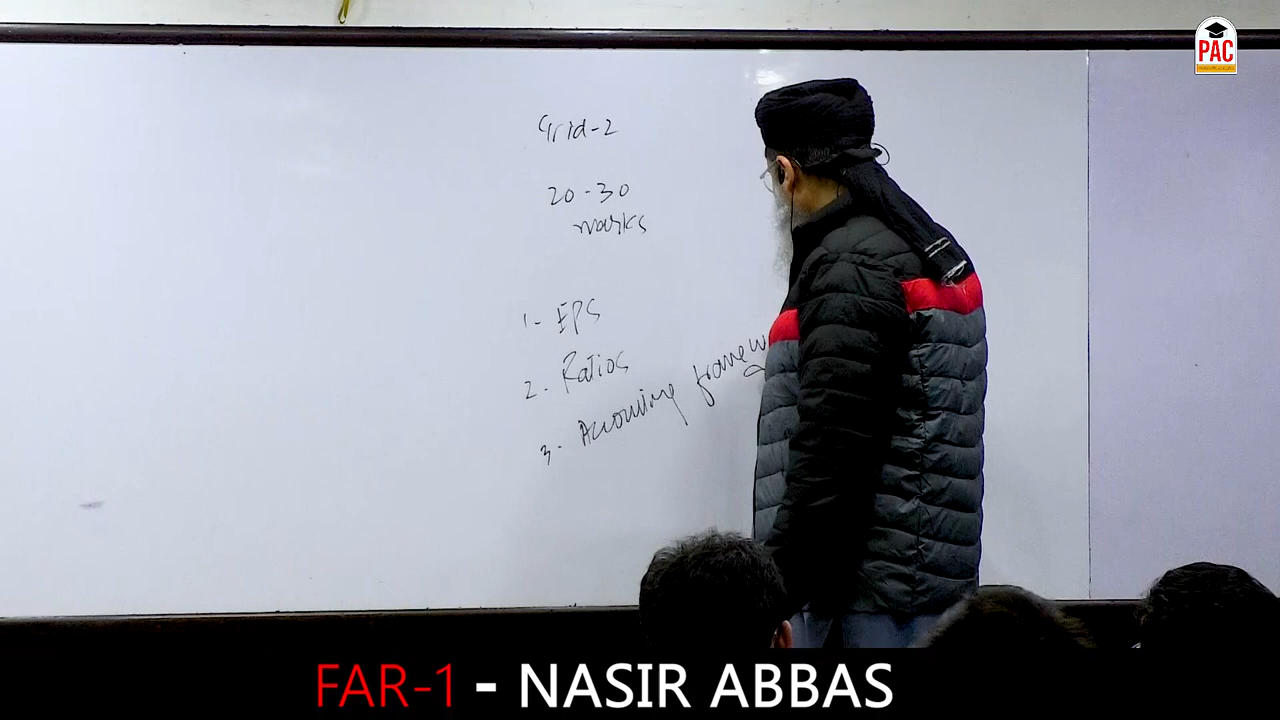 PAC
Grid-2
20-30
marks
1- EPS
2- Ratios
3- Accounting framew
FAR-1 - NASIR ABBAS